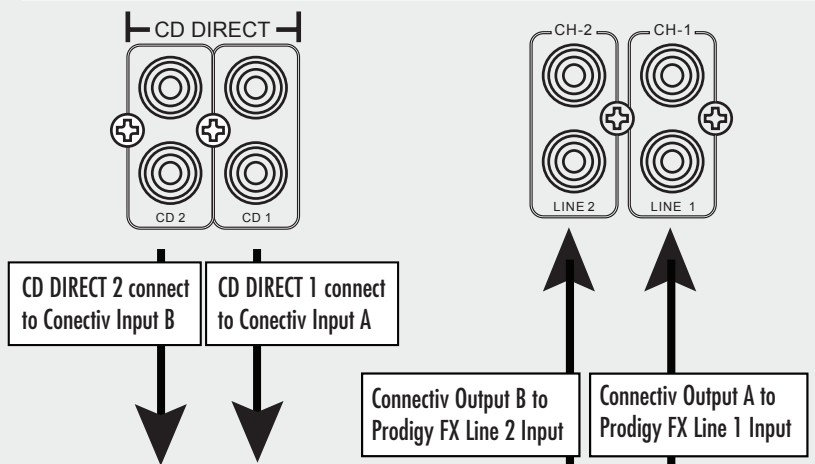 CD DIRECT
CD 2
CD 1
CH-2
CH-1
LINE 2
LINE 1
CD DIRECT 2 connect
to Conectiv Input B
CD DIRECT 1 connect
to Conectiv Input A
Connectiv Output B to
Prodigy FX Line 2 Input
Connectiv Output A to
Prodigy FX Line 1 Input